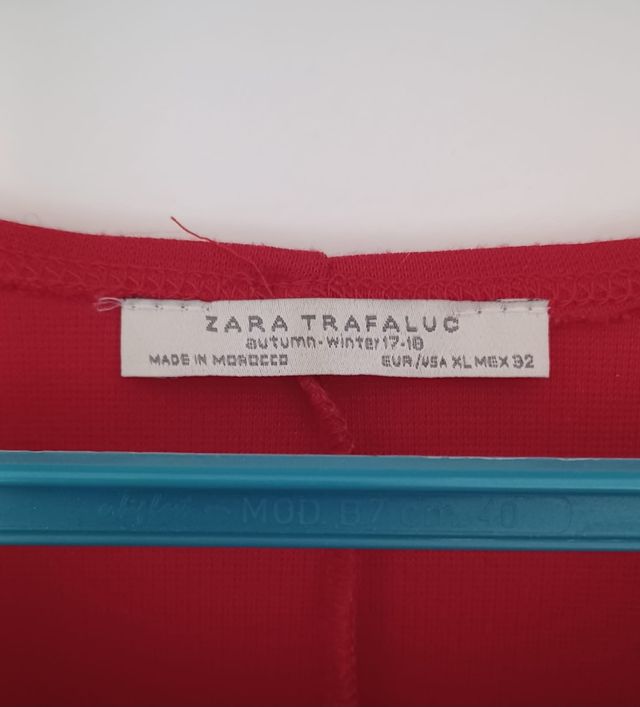 ZARA TRAFALUC
autumn-winter 17-18
MADE IN MOROCCO EUR/USA XL MEX 32
MOD. B7 cm. 40